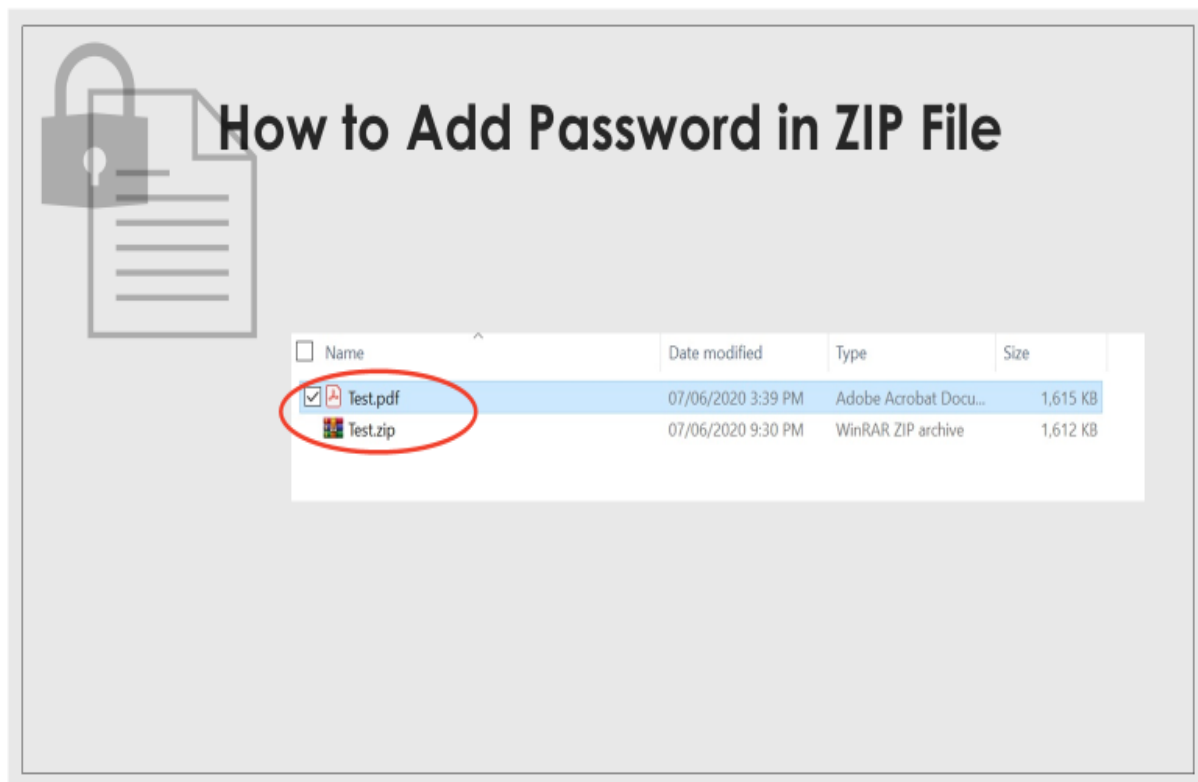 How to Add Password in ZIP File
Name Date modified Type Size
Test.pdf 07/06/2020 3:39 PM Adobe Acrobat Docu... 1,615 KB
Test.zip 07/06/2020 9:30 PM WinRAR ZIP archive 1,612 KB